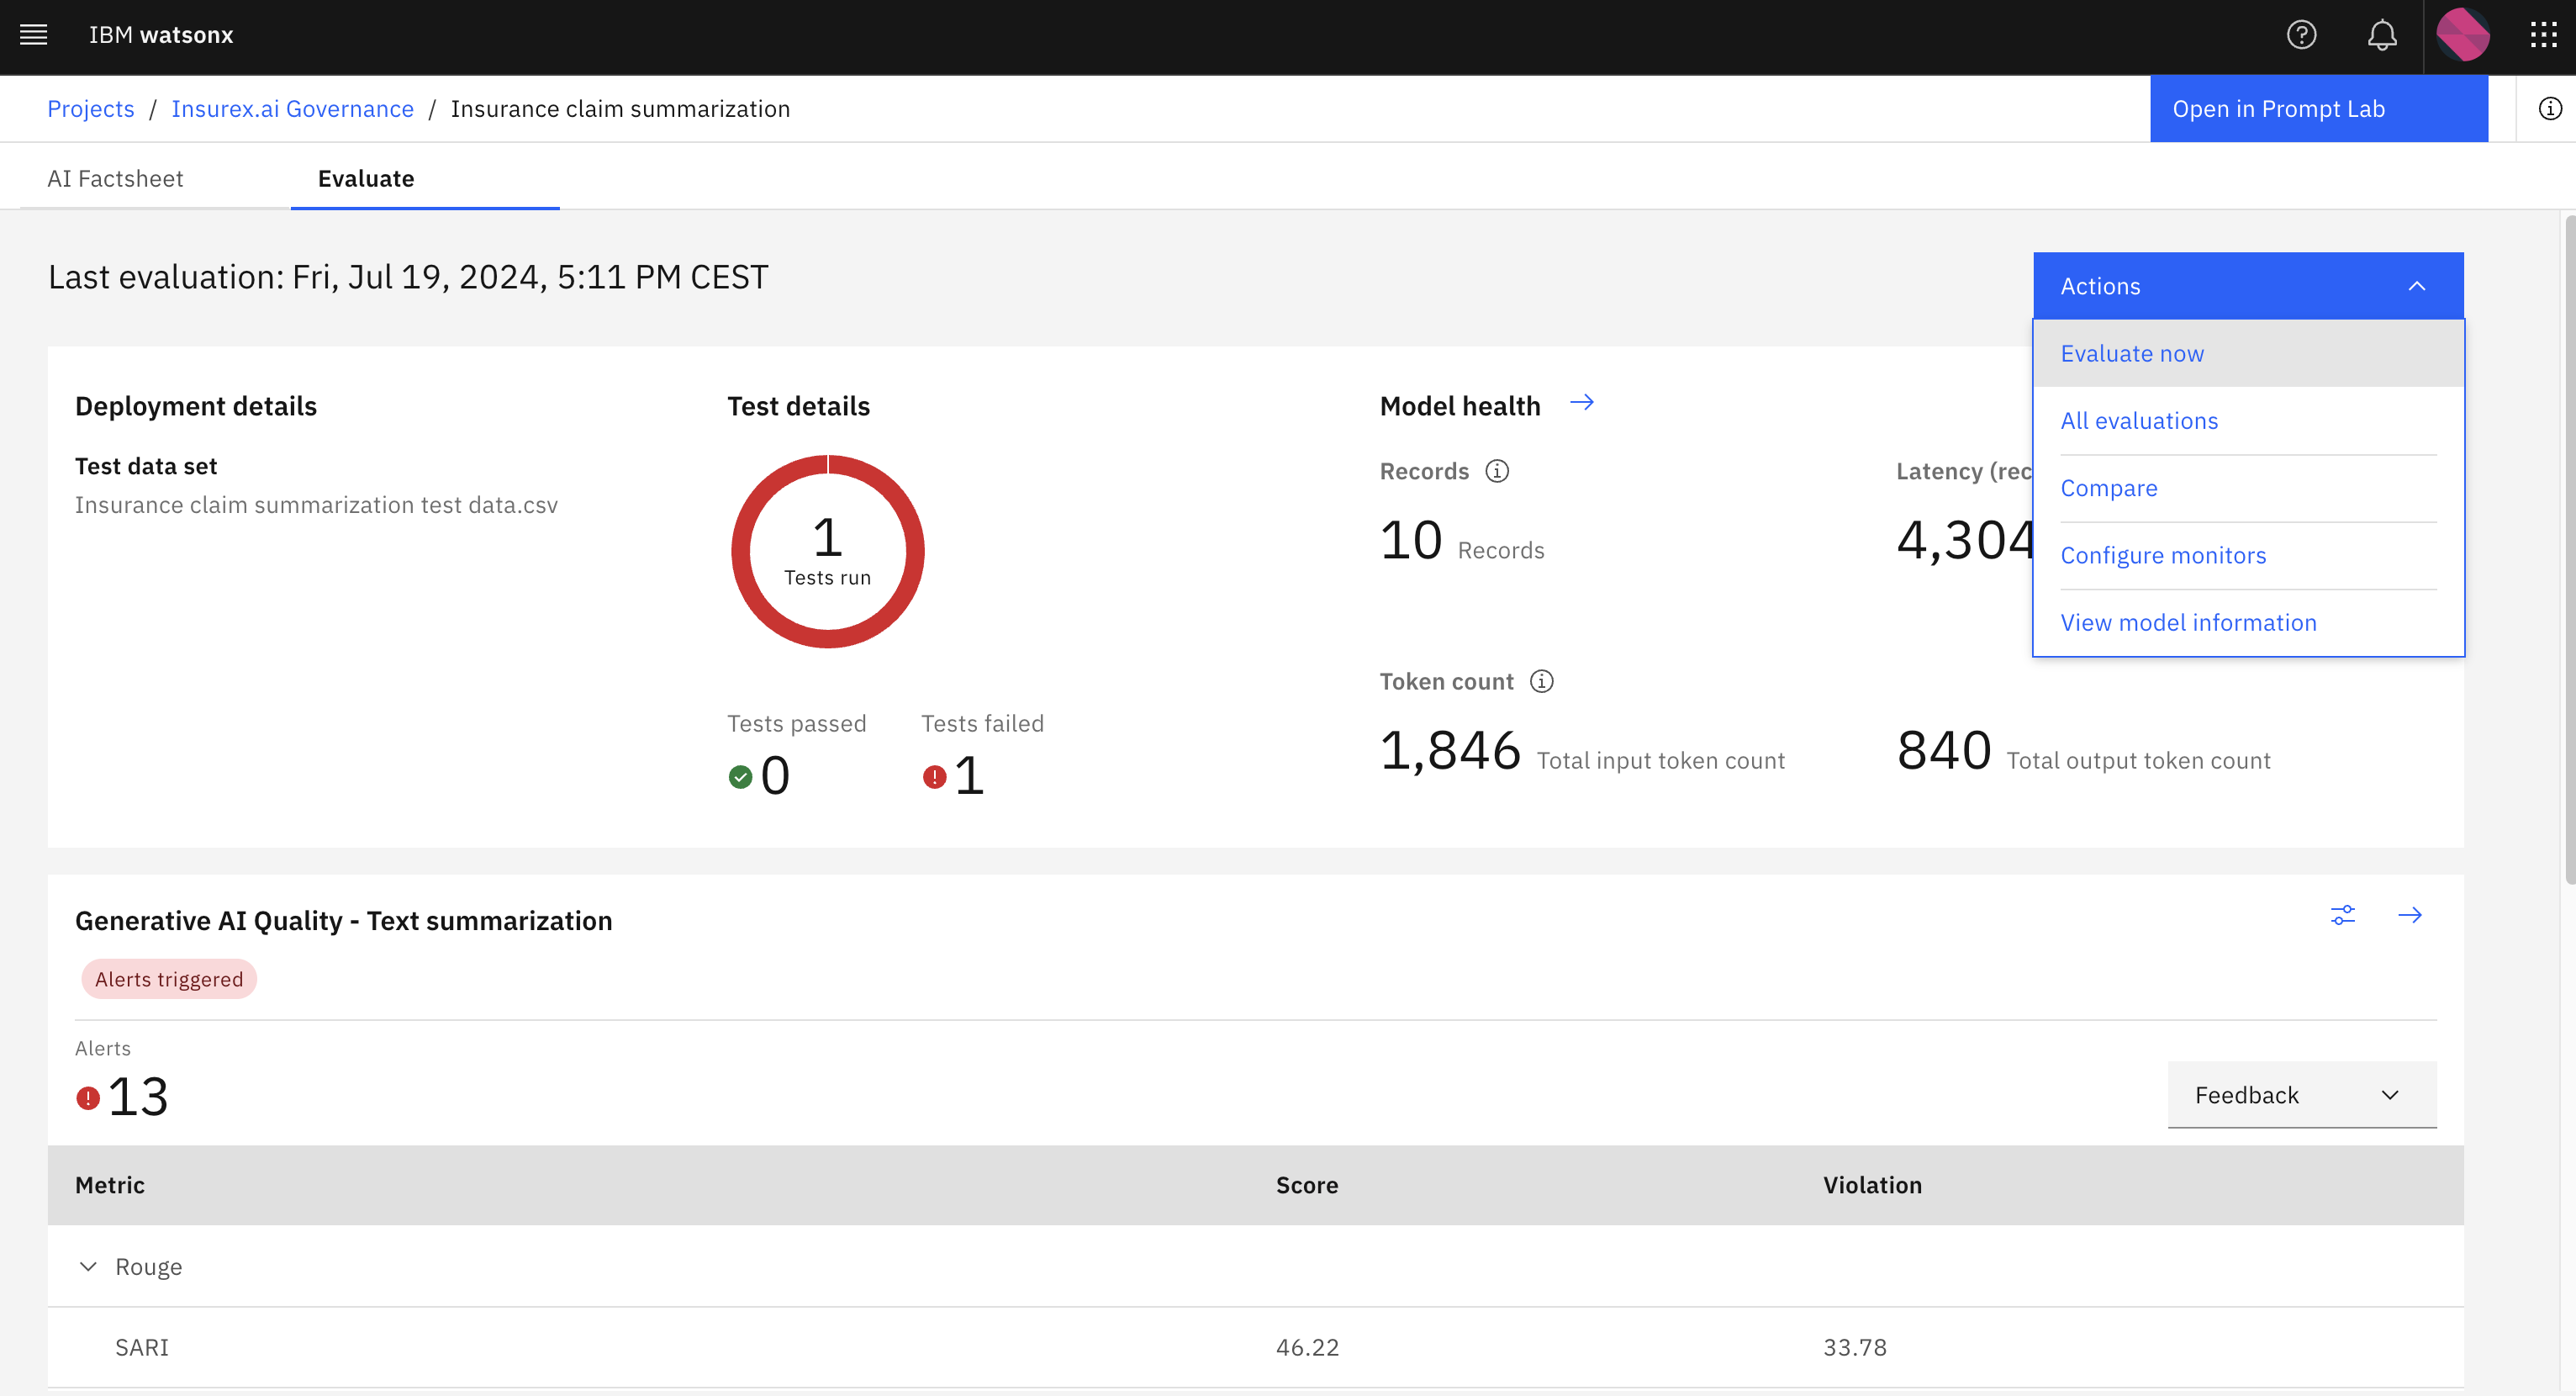 IBM watsonx
Projects / Insurex.ai Governance / Insurance claim summarization
Open in Prompt Lab
AI Factsheet
Evaluate
Last evaluation: Fri, Jul 19, 2024, 5:11 PM CEST
Actions
Evaluate now
All evaluations
Compare
Configure monitors
View model information
Deployment details
Test data set
Insurance claim summarization test data.csv
Test details
1
Tests run
Tests passed
0
Tests failed
1
Model health
Records
10 Records
Latency (rec
4,304
Token count
1,846 Total input token count
840 Total output token count
Generative AI Quality - Text summarization
Alerts triggered
Alerts
13
Feedback
Metric Score Violation
Rouge
SARI 46.22 33.78